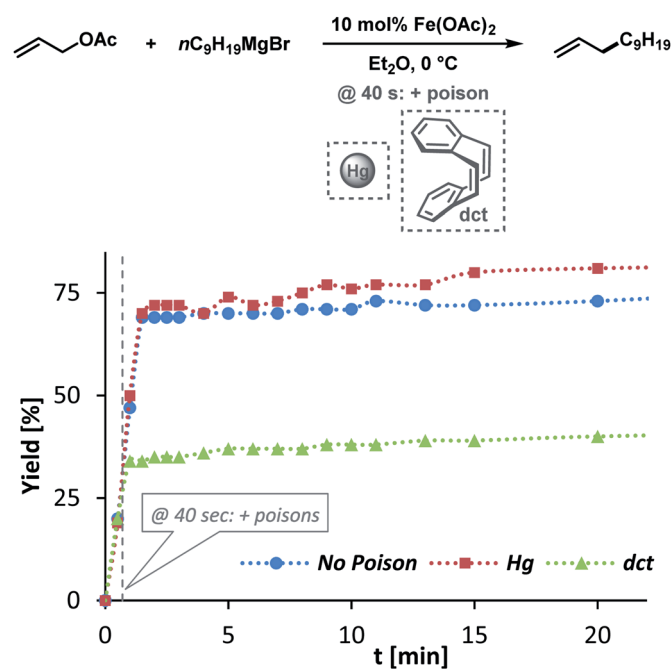 OAc + nC₉H₁₉MgBr 10 mol% Fe(OAc)₂ C₉H₁₉
Et₂O, 0 °C
@ 40 s: + poison
Hg
dct
75
50
25
0
Yield [%]
@ 40 sec: + poisons
No Poison Hg dct
0 5 10 15 20
t [min]